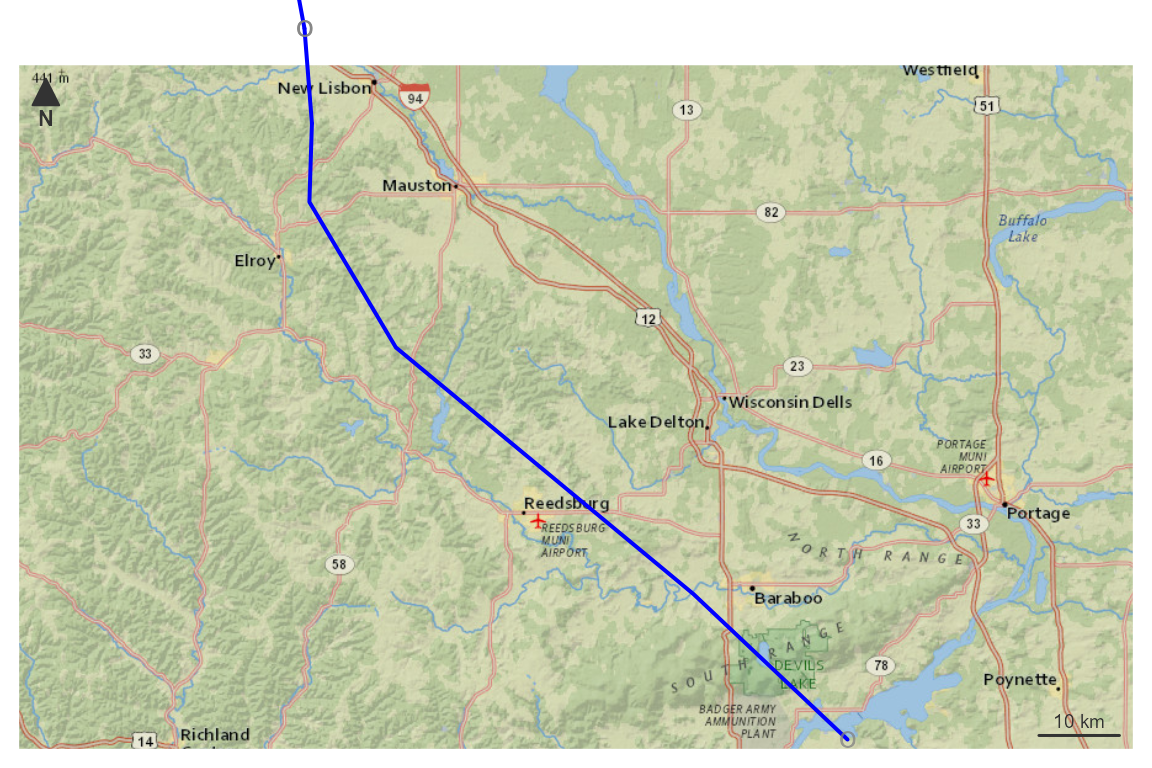 Westfield
441 m
New Lisbon
94
13
51
N
Mauston
82
Buffalo
Lake
Elroy
12
33
23
Wisconsin Dells
Lake Delton
PORTAGE
MUNI
AIRPORT
16
Reedsburg
Portage
REEDSBURG
MUNI
AIRPORT
33
NORTH RANGE
58
Baraboo
SOUTH RANGE
DEVILS
LAKE
78
Poynette
BADGER ARMY
AMMUNITION
PLANT
10 km
14
Richland